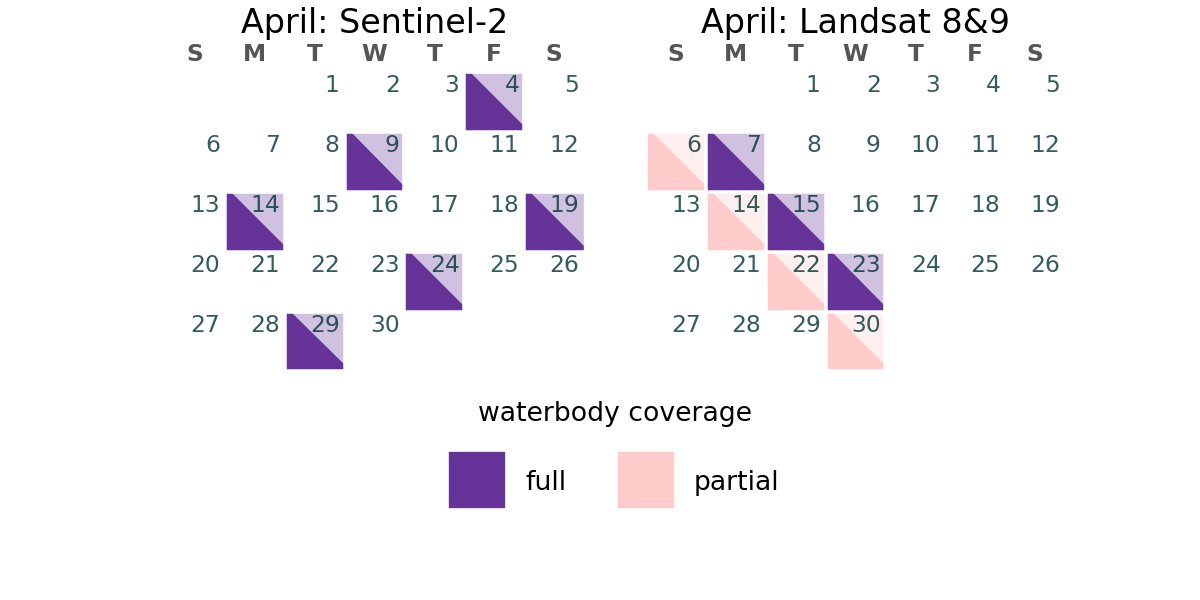 April: Sentinel-2
S M T W T F S
1 2 3 4 5
6 7 8 9 10 11 12
13 14 15 16 17 18 19
20 21 22 23 24 25 26
27 28 29 30
April: Landsat 8&9
S M T W T F S
1 2 3 4 5
6 7 8 9 10 11 12
13 14 15 16 17 18 19
20 21 22 23 24 25 26
27 28 29 30
waterbody coverage
full
partial